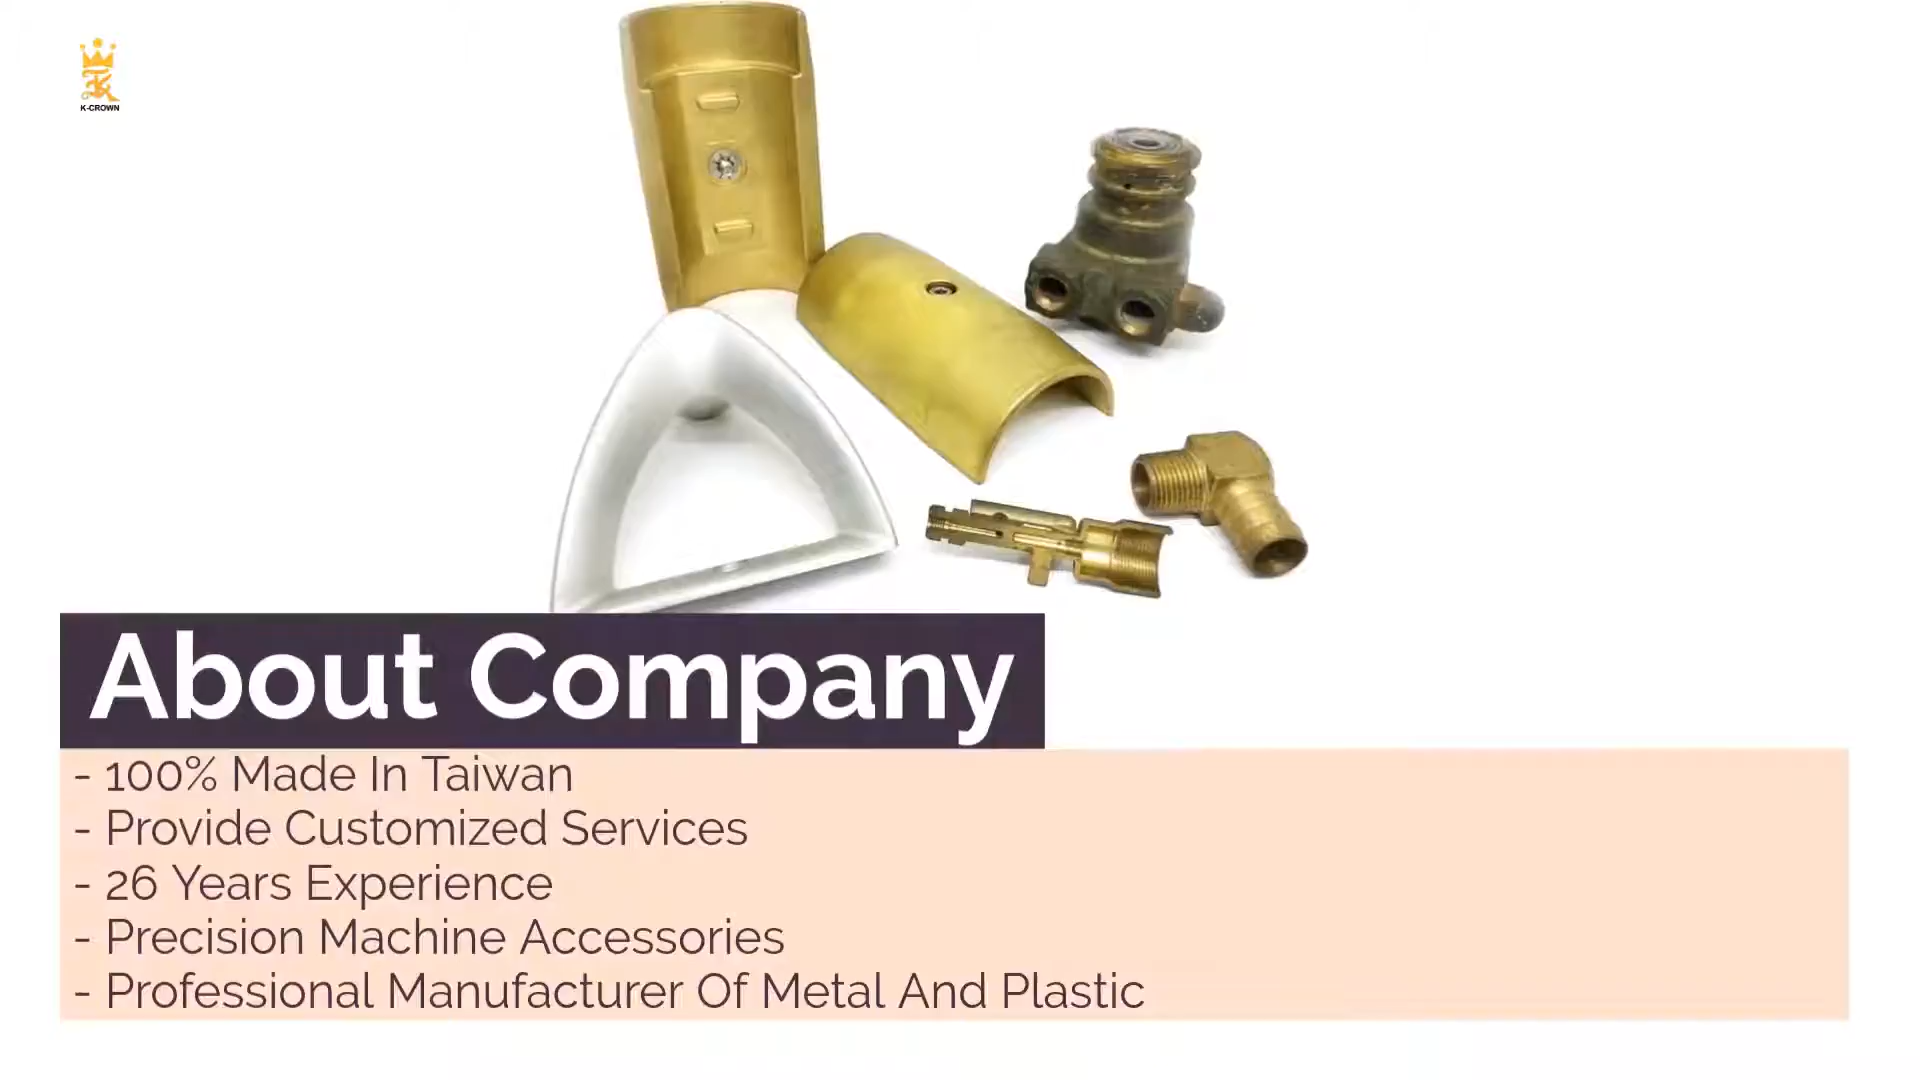 K-CROWN
About Company
- 100% Made In Taiwan
- Provide Customized Services
- 26 Years Experience
- Precision Machine Accessories
- Professional Manufacturer Of Metal And Plastic